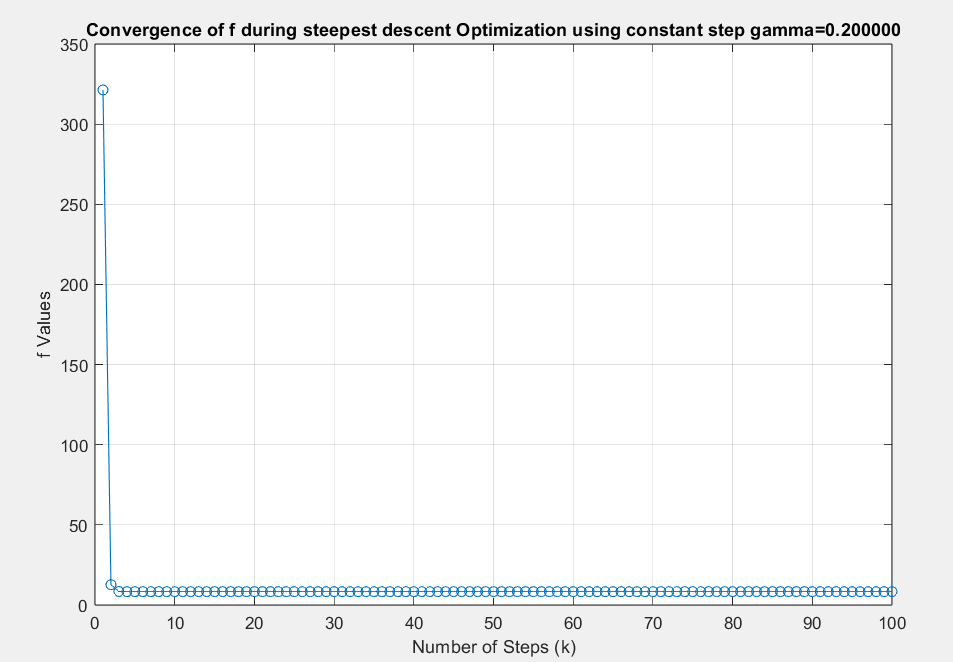 Convergence of f during steepest descent Optimization using constant step gamma=0.200000
350
300
250
200
150
100
50
0
f Values
0 10 20 30 40 50 60 70 80 90 100
Number of Steps (k)